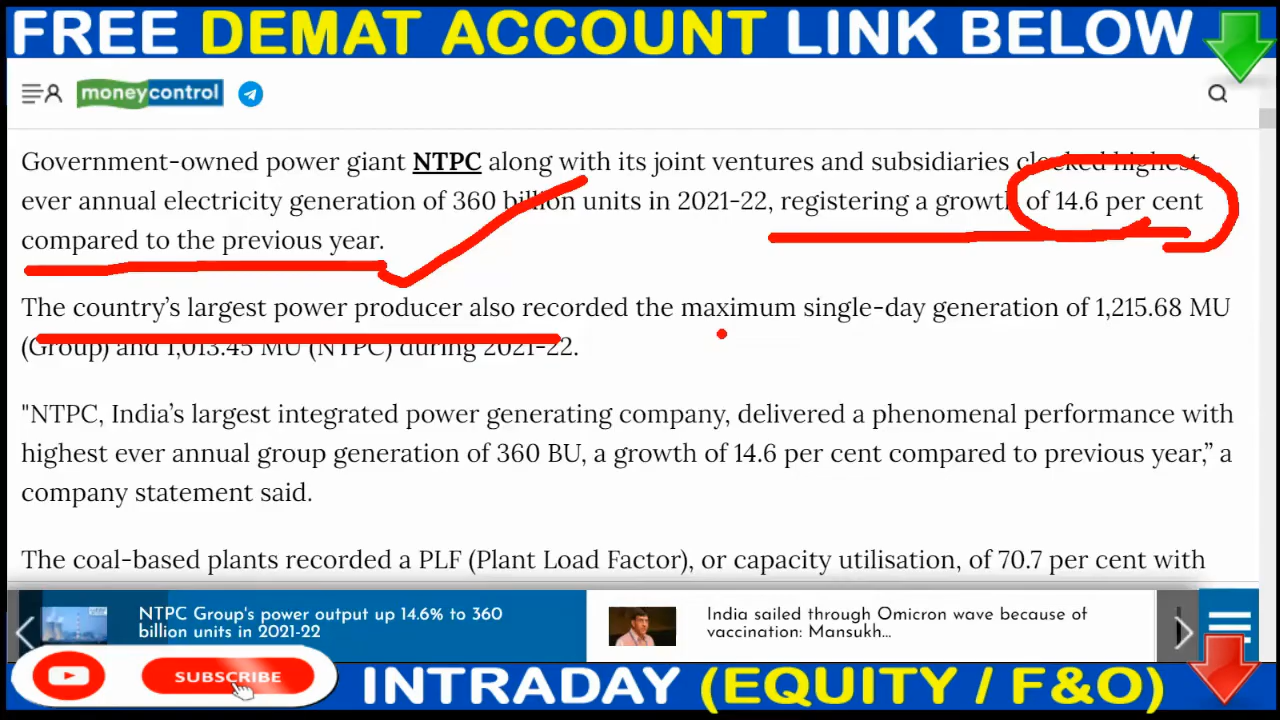 FREE DEMAT ACCOUNT LINK BELOW
moneycontrol
Government-owned power giant NTPC along with its joint ventures and subsidiaries clocked highest
ever annual electricity generation of 360 billion units in 2021-22, registering a growth of 14.6 per cent
compared to the previous year.
The country's largest power producer also recorded the maximum single-day generation of 1,215.68 MU
(Group) and 1,013.45 MU (NTPC) during 2021-22.
"NTPC, India's largest integrated power generating company, delivered a phenomenal performance with
highest ever annual group generation of 360 BU, a growth of 14.6 per cent compared to previous year,” a
company statement said.
The coal-based plants recorded a PLF (Plant Load Factor), or capacity utilisation, of 70.7 per cent with
NTPC Group's power output up 14.6% to 360
billion units in 2021-22
India sailed through Omicron wave because of
vaccination: Mansukh...
SUBSCRIBE
INTRADAY (EQUITY / F&O)